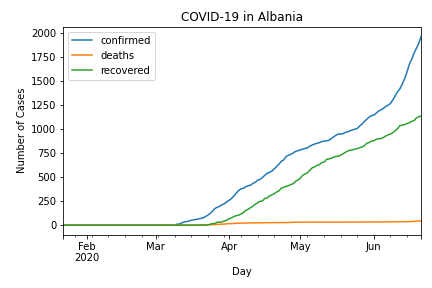 COVID-19 in Albania
confirmed
deaths
recovered
Number of Cases
2000
1750
1500
1250
1000
750
500
250
0
Feb Mar Apr May Jun
2020
Day